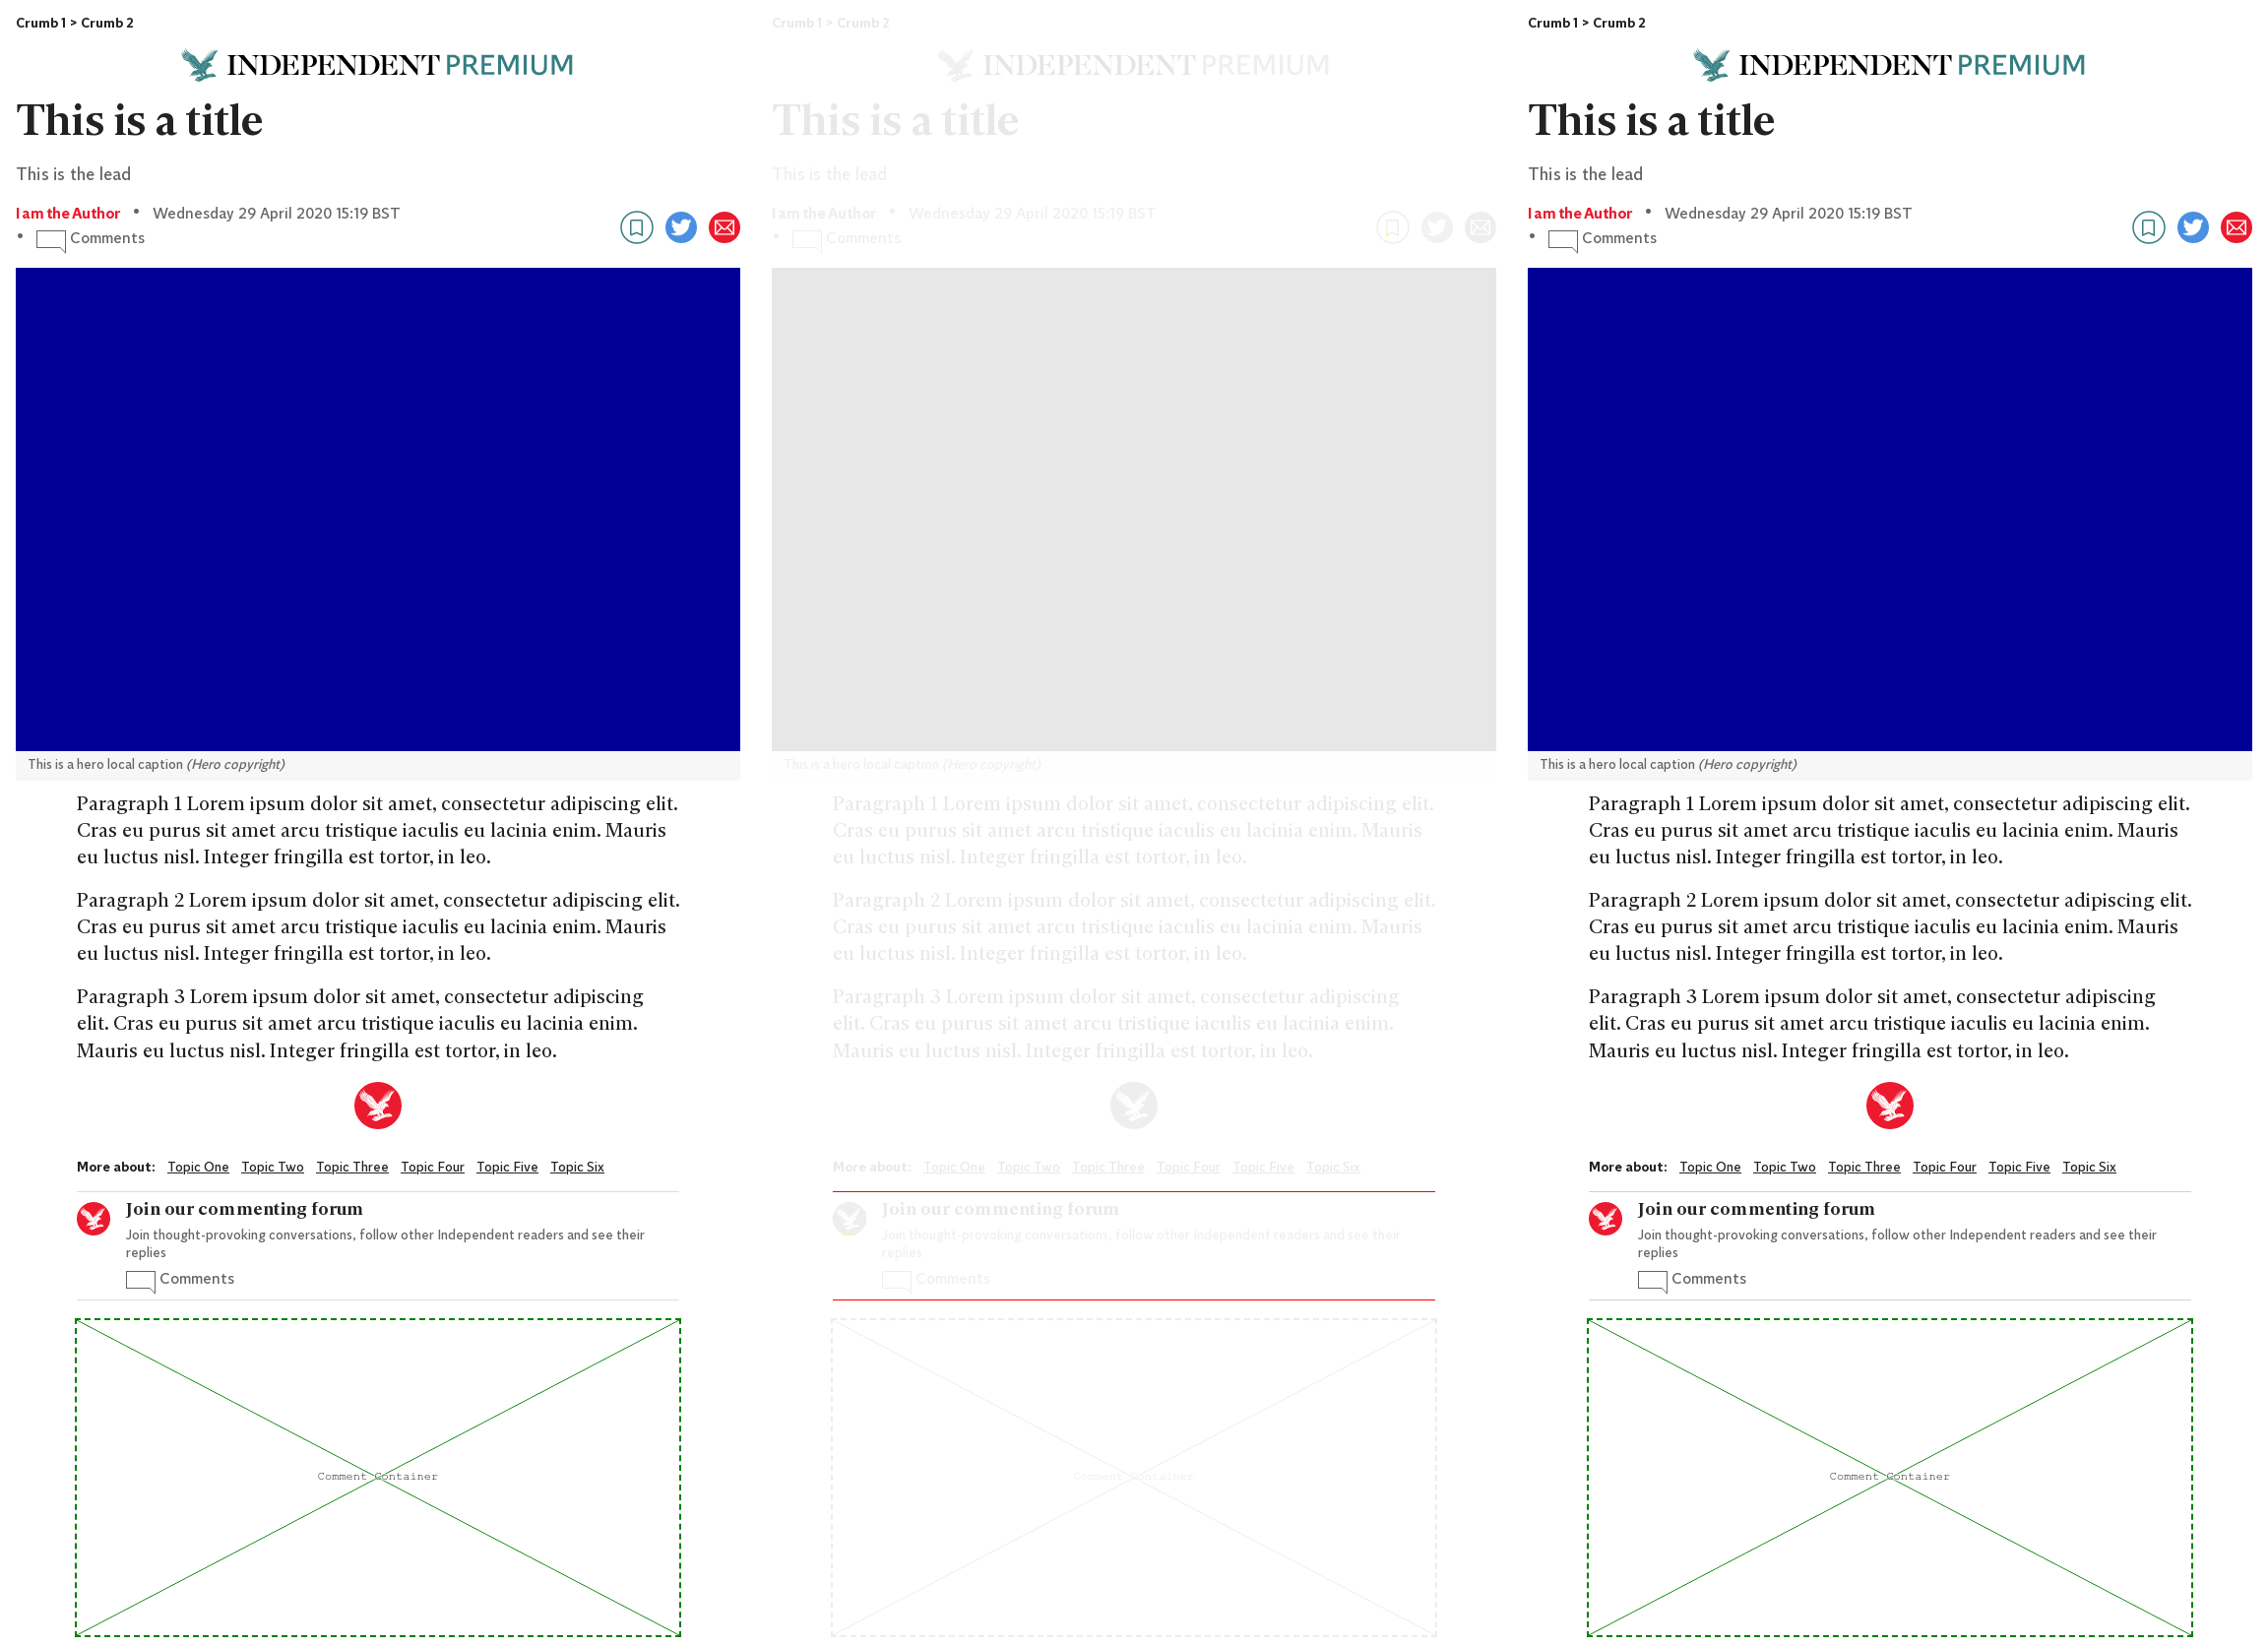 Crumb 1 > Crumb 2
INDEPENDENT PREMIUM
This is a title
This is the lead
I am the Author • Wednesday 29 April 2020 15:19 BST
• Comments
This is a hero local caption (Hero copyright)
Paragraph 1 Lorem ipsum dolor sit amet, consectetur adipiscing elit.
Cras eu purus sit amet arcu tristique iaculis eu lacinia enim. Mauris
eu luctus nisl. Integer fringilla est tortor, in leo.
Paragraph 2 Lorem ipsum dolor sit amet, consectetur adipiscing elit.
Cras eu purus sit amet arcu tristique iaculis eu lacinia enim. Mauris
eu luctus nisl. Integer fringilla est tortor, in leo.
Paragraph 3 Lorem ipsum dolor sit amet, consectetur adipiscing
elit. Cras eu purus sit amet arcu tristique iaculis eu lacinia enim.
Mauris eu luctus nisl. Integer fringilla est tortor, in leo.
More about: Topic One Topic Two Topic Three Topic Four Topic Five Topic Six
Join our commenting forum
Join thought-provoking conversations, follow other Independent readers and see their
replies
Comments
Comment Container
Crumb 1 > Crumb 2
INDEPENDENT PREMIUM
This is a title
This is the lead
I am the Author • Wednesday 29 April 2020 15:19 BST
• Comments
This is a hero local caption (Hero copyright)
Paragraph 1 Lorem ipsum dolor sit amet, consectetur adipiscing elit.
Cras eu purus sit amet arcu tristique iaculis eu lacinia enim. Mauris
eu luctus nisl. Integer fringilla est tortor, in leo.
Paragraph 2 Lorem ipsum dolor sit amet, consectetur adipiscing elit.
Cras eu purus sit amet arcu tristique iaculis eu lacinia enim. Mauris
eu luctus nisl. Integer fringilla est tortor, in leo.
Paragraph 3 Lorem ipsum dolor sit amet, consectetur adipiscing
elit. Cras eu purus sit amet arcu tristique iaculis eu lacinia enim.
Mauris eu luctus nisl. Integer fringilla est tortor, in leo.
More about: Topic One Topic Two Topic Three Topic Four Topic Five Topic Six
Join our commenting forum
Join thought-provoking conversations, follow other Independent readers and see their
replies
Comments
Comment Container
Crumb 1 > Crumb 2
INDEPENDENT PREMIUM
This is a title
This is the lead
I am the Author • Wednesday 29 April 2020 15:19 BST
• Comments
This is a hero local caption (Hero copyright)
Paragraph 1 Lorem ipsum dolor sit amet, consectetur adipiscing elit.
Cras eu purus sit amet arcu tristique iaculis eu lacinia enim. Mauris
eu luctus nisl. Integer fringilla est tortor, in leo.
Paragraph 2 Lorem ipsum dolor sit amet, consectetur adipiscing elit.
Cras eu purus sit amet arcu tristique iaculis eu lacinia enim. Mauris
eu luctus nisl. Integer fringilla est tortor, in leo.
Paragraph 3 Lorem ipsum dolor sit amet, consectetur adipiscing
elit. Cras eu purus sit amet arcu tristique iaculis eu lacinia enim.
Mauris eu luctus nisl. Integer fringilla est tortor, in leo.
More about: Topic One Topic Two Topic Three Topic Four Topic Five Topic Six
Join our commenting forum
Join thought-provoking conversations, follow other Independent readers and see their
replies
Comments
Comment Container